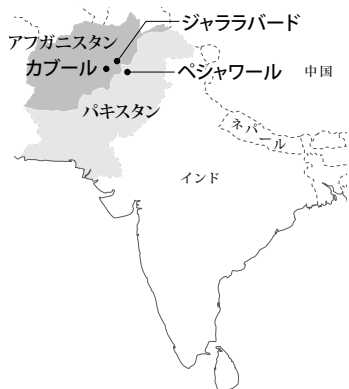 ジャララバード
アフガニスタン
カブール
ペシャワール
中国
パキスタン
ネパール
インド